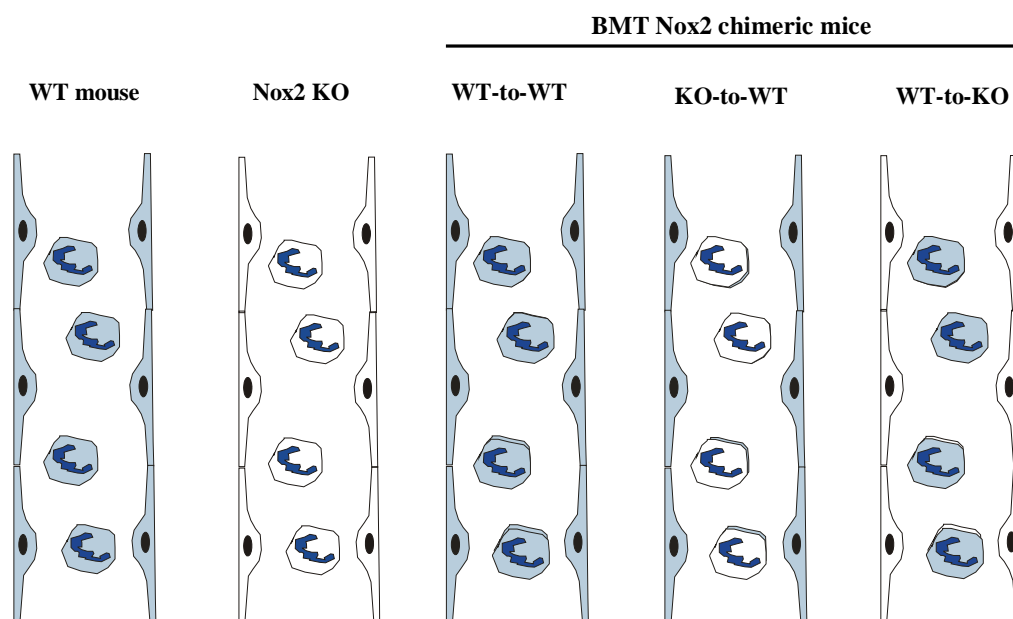 BMT Nox2 chimeric mice
WT mouse
Nox2 KO
WT-to-WT
KO-to-WT
WT-to-KO